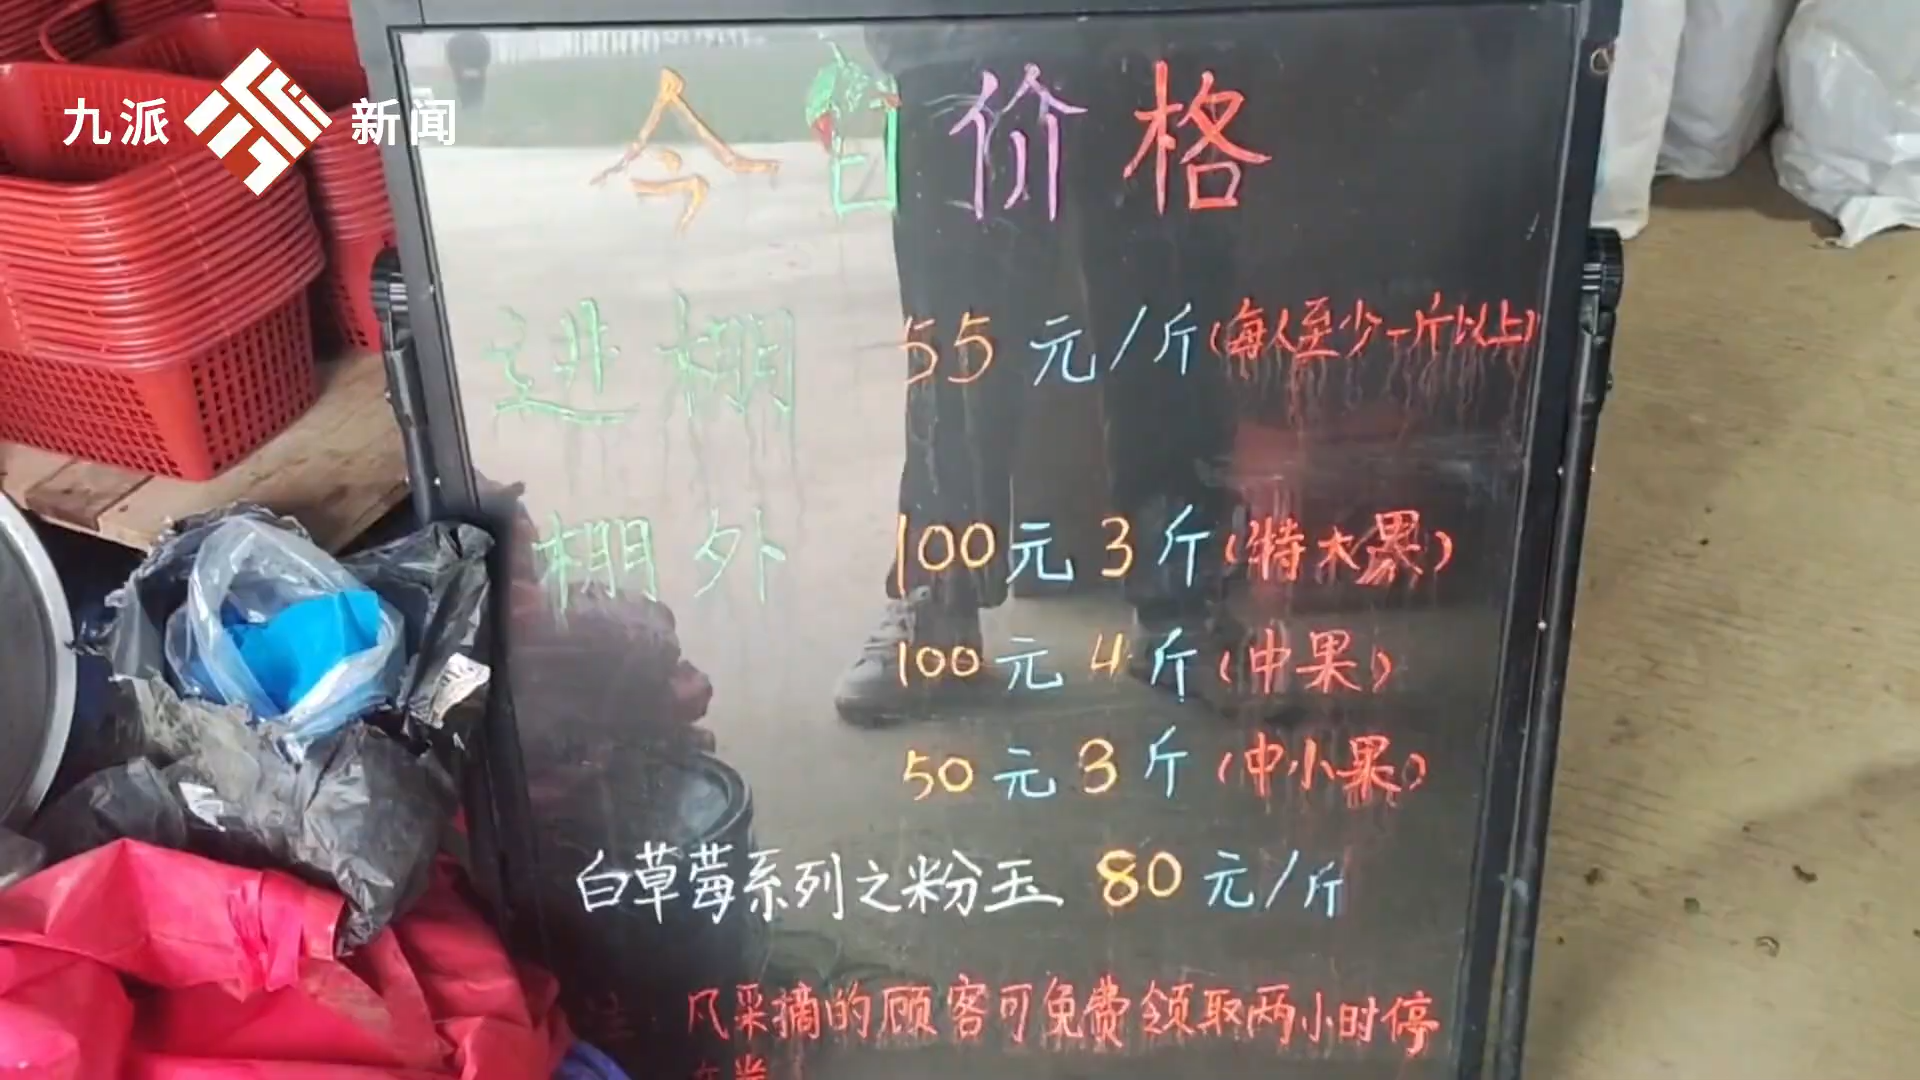 九派 新闻
今日价格
进棚 55元/斤(每人至少一斤以上)
棚外 100元3斤(特大果)
100元4斤(中果)
50元3斤(中小果)
白草莓系列之粉玉 80元/斤
凡采摘的顾客可免费领取两小时停